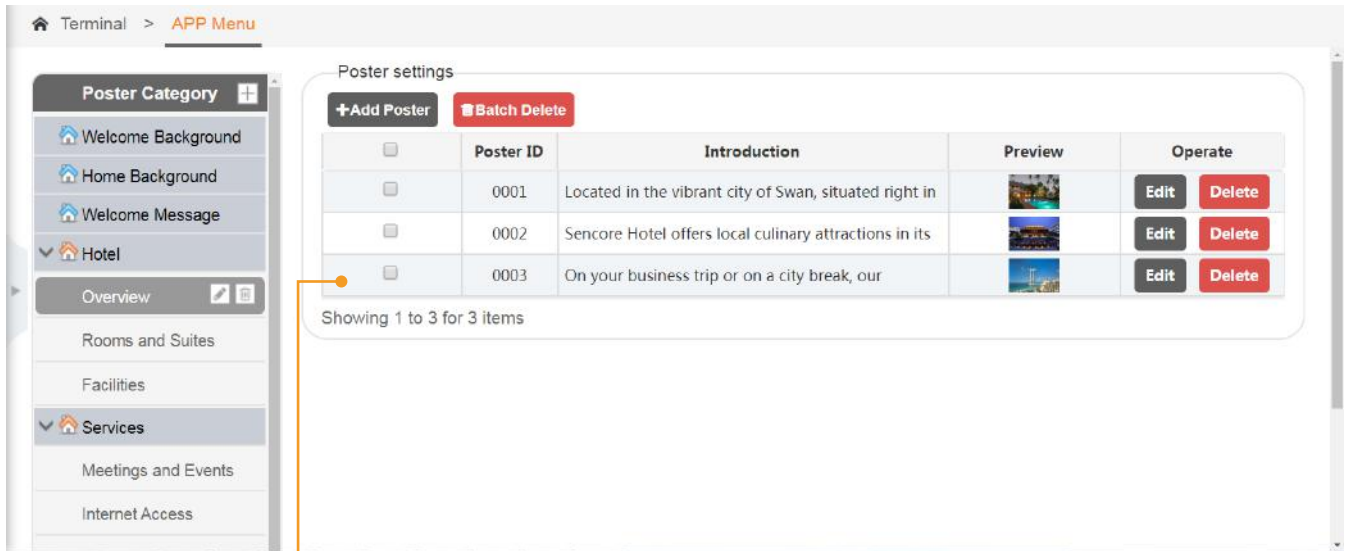 Terminal > APP Menu
Poster Category
Welcome Background
Home Background
Welcome Message
Hotel
Overview
Rooms and Suites
Facilities
Services
Meetings and Events
Internet Access
Poster settings
+Add Poster Batch Delete
Poster ID Introduction Preview Operate
0001 Located in the vibrant city of Swan, situated right in Edit Delete
0002 Sencore Hotel offers local culinary attractions in its Edit Delete
0003 On your business trip or on a city break, our Edit Delete
Showing 1 to 3 for 3 items